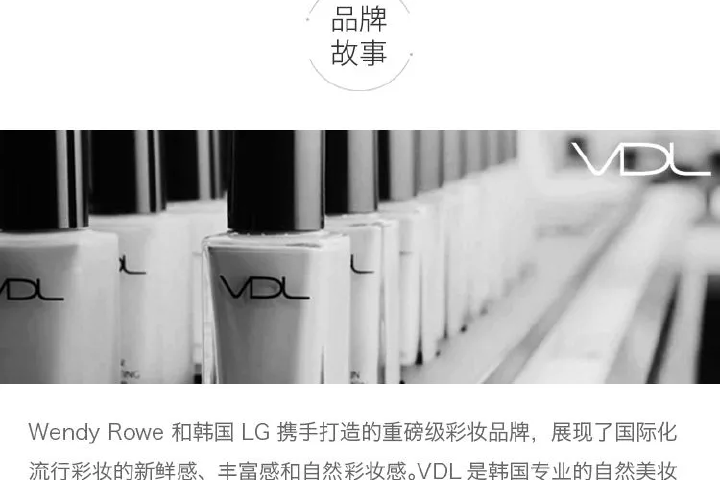 品牌
故事
VDL
VDL
VDL
Wendy Rowe 和韩国 LG 携手打造的重磅级彩妆品牌，展现了国际化
流行彩妆的新鲜感、丰富感和自然彩妆感。VDL 是韩国专业的自然美妆